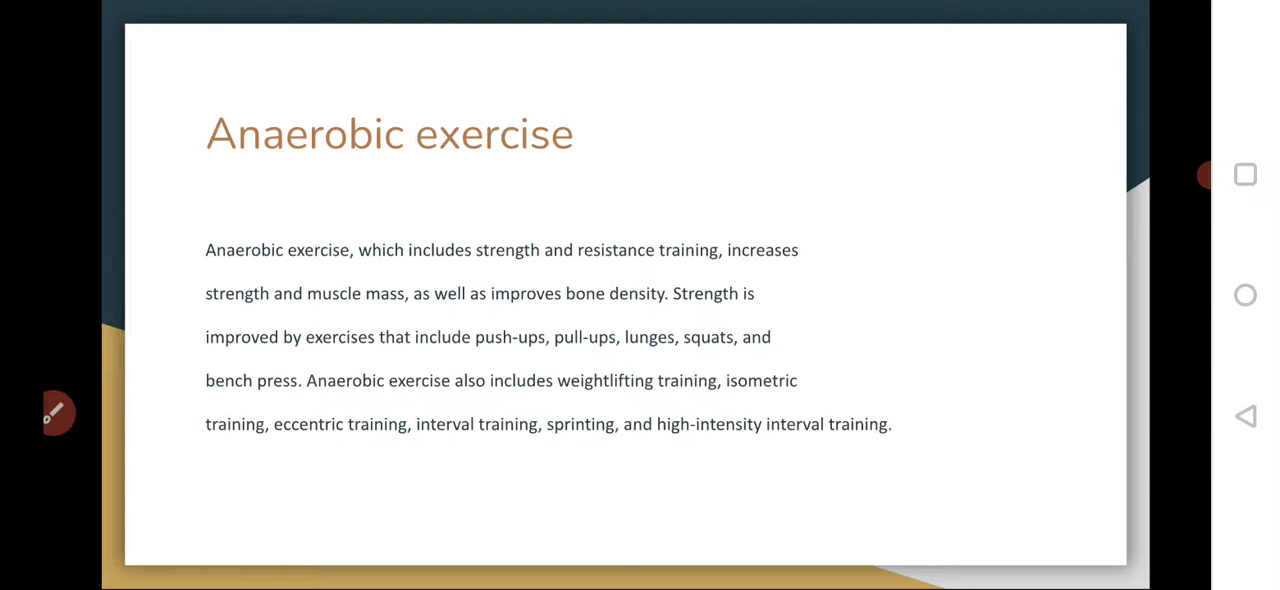 Anaerobic exercise
Anaerobic exercise, which includes strength and resistance training, increases
strength and muscle mass, as well as improves bone density. Strength is
improved by exercises that include push-ups, pull-ups, lunges, squats, and
bench press. Anaerobic exercise also includes weightlifting training, isometric
training, eccentric training, interval training, sprinting, and high-intensity interval training.